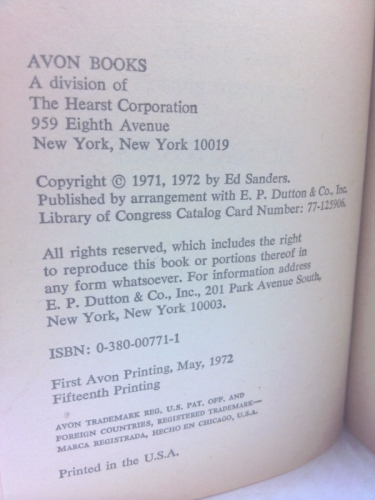 AVON BOOKS
A division of
The Hearst Corporation
959 Eighth Avenue
New York, New York 10019
Copyright © 1971, 1972 by Ed Sanders.
Published by arrangement with E. P. Dutton & Co., Inc.
Library of Congress Catalog Card Number: 77-125906.
All rights reserved, which includes the right
to reproduce this book or portions thereof in
any form whatsoever. For information address
E. P. Dutton & Co., Inc., 201 Park Avenue South,
New York, New York 10003.
ISBN: 0-380-00771-1
First Avon Printing, May, 1972
Fifteenth Printing
AVON TRADEMARK REG. U.S. PAT. OFF. AND
FOREIGN COUNTRIES, REGISTERED TRADEMARK—
MARCA REGISTRADA, HECHO EN CHICAGO, U.S.A.
Printed in the U.S.A.